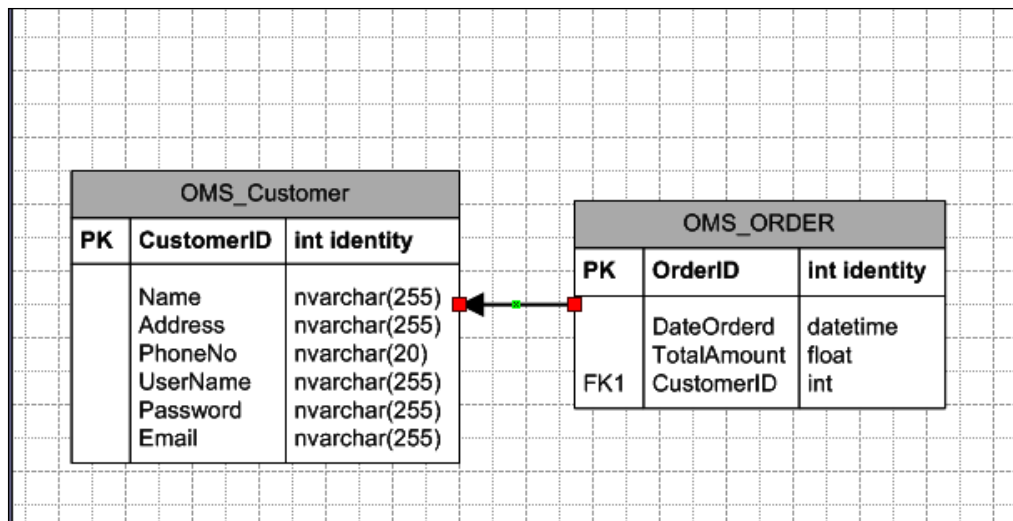 OMS_Customer
PK CustomerID int identity
Name nvarchar(255)
Address nvarchar(255)
PhoneNo nvarchar(20)
UserName nvarchar(255)
Password nvarchar(255)
Email nvarchar(255)
OMS_ORDER
PK OrderID int identity
DateOrderd datetime
TotalAmount float
FK1 CustomerID int